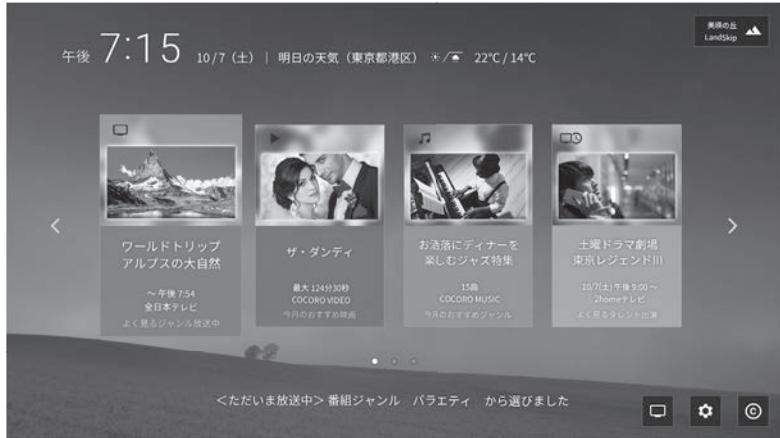 美瑛の丘
LandSkip
午後 7:15 10/7 (土) | 明日の天気（東京都港区） 22℃ / 14℃
ワールドトリップ
アルプスの大自然
～ 午後 7:54
全日本テレビ
よく見るジャンル放送中
ザ・ダンディ
最大 124分30秒
COCORO VIDEO
今月のおすすめ映画
お洒落にディナーを
楽しむジャズ特集
15曲
COCORO MUSIC
今月のおすすめジャンル
土曜ドラマ劇場
東京レジェンドIII
10/7(土) 午後 9:00 ～
2homeテレビ
よく見るタレント出演
＜ただいま放送中＞ 番組ジャンル バラエティ から選びました
©